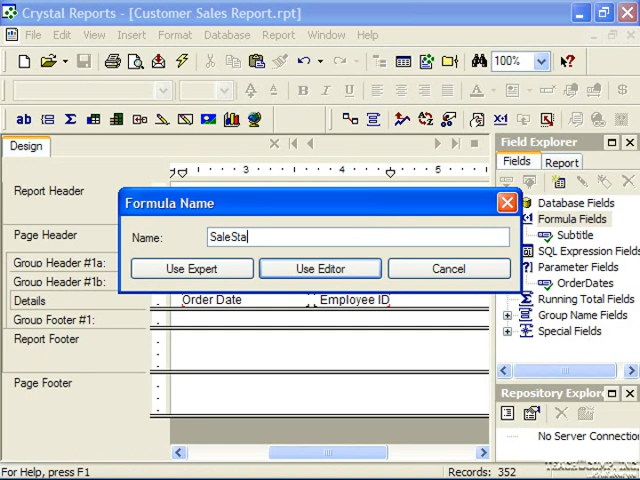 Crystal Reports - [Customer Sales Report.rpt]
File Edit View Insert Format Database Report Window Help
100%
Design
Field Explorer
Fields Report
3 4 5 6
Report Header
Page Header
Group Header #1a:
Group Header #1b:
Details
Group Footer #1:
Report Footer
Page Footer
Formula Name
Name: SaleSta
Use Expert Use Editor Cancel
Order Date Employee ID
Database Fields
Formula Fields
Subtitle
SQL Expression Fields
Parameter Fields
OrderDates
Running Total Fields
Group Name Fields
Special Fields
Repository Explorer
No Server Connection
For Help, press F1
Records: 352